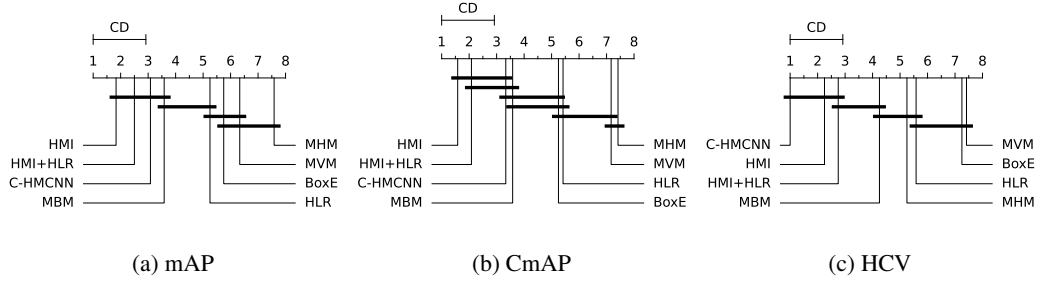 CD
1 2 3 4 5 6 7 8
HMI MHM
HMI+HLR MVM
C-HMCNN BoxE
MBM HLR
(a) mAP
CD
1 2 3 4 5 6 7 8
HMI MHM
HMI+HLR MVM
C-HMCNN HLR
MBM BoxE
(b) CmAP
CD
1 2 3 4 5 6 7 8
C-HMCNN MVM
HMI BoxE
HMI+HLR HLR
MBM MHM
(c) HCV